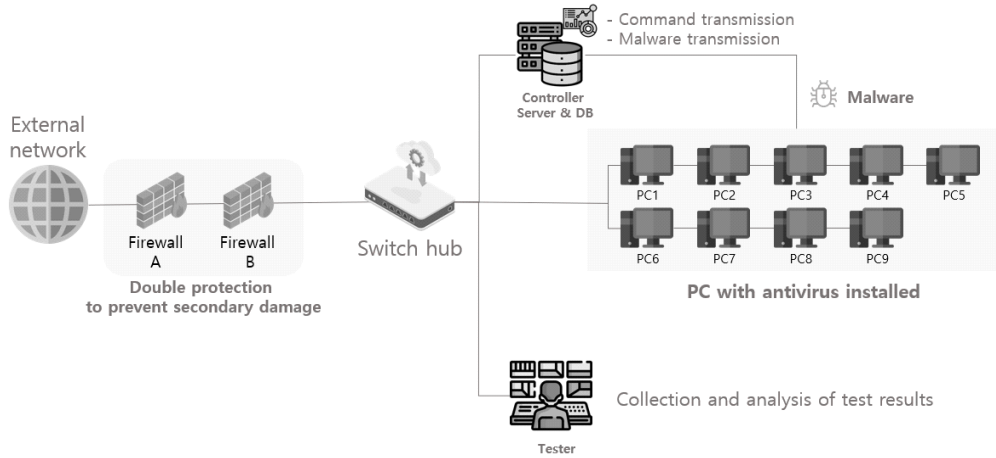 - Command transmission
- Malware transmission
Controller
Server & DB
Malware
External
network
Firewall
A
Firewall
B
Double protection
to prevent secondary damage
Switch hub
PC1
PC2
PC3
PC4
PC5
PC6
PC7
PC8
PC9
PC with antivirus installed
Collection and analysis of test results
Tester